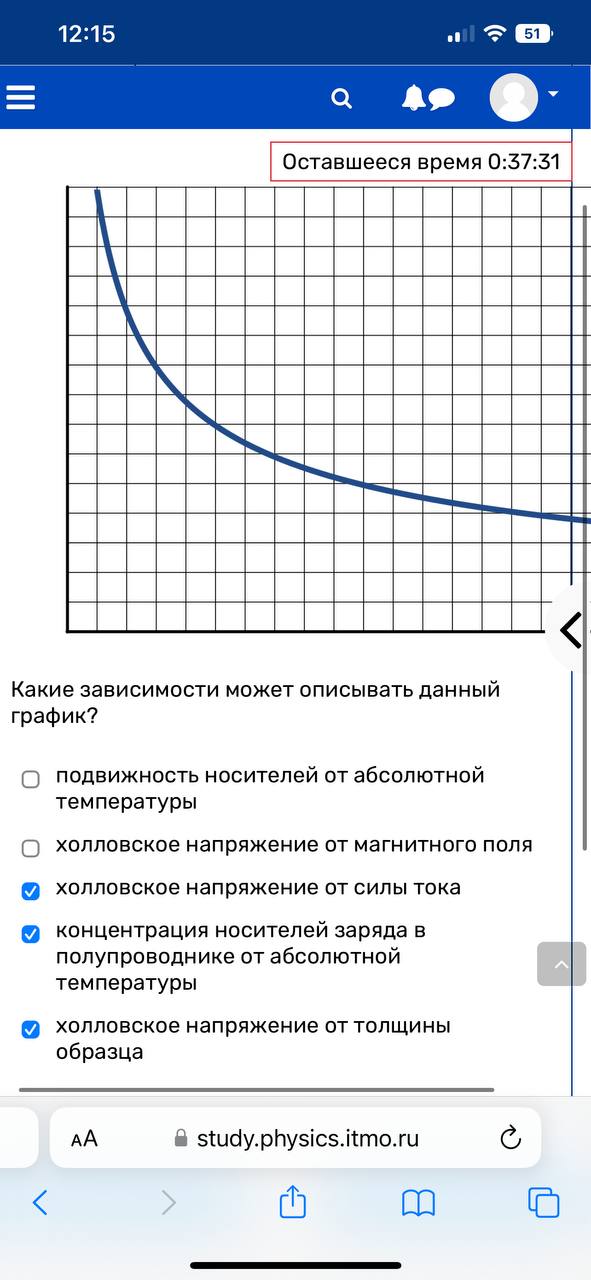 12:15
51
Оставшееся время 0:37:31
Какие зависимости может описывать данный
график?
подвижность носителей от абсолютной
температуры
холловское напряжение от магнитного поля
холловское напряжение от силы тока
концентрация носителей заряда в
полупроводнике от абсолютной
температуры
холловское напряжение от толщины
образца
AA
study.physics.itmo.ru